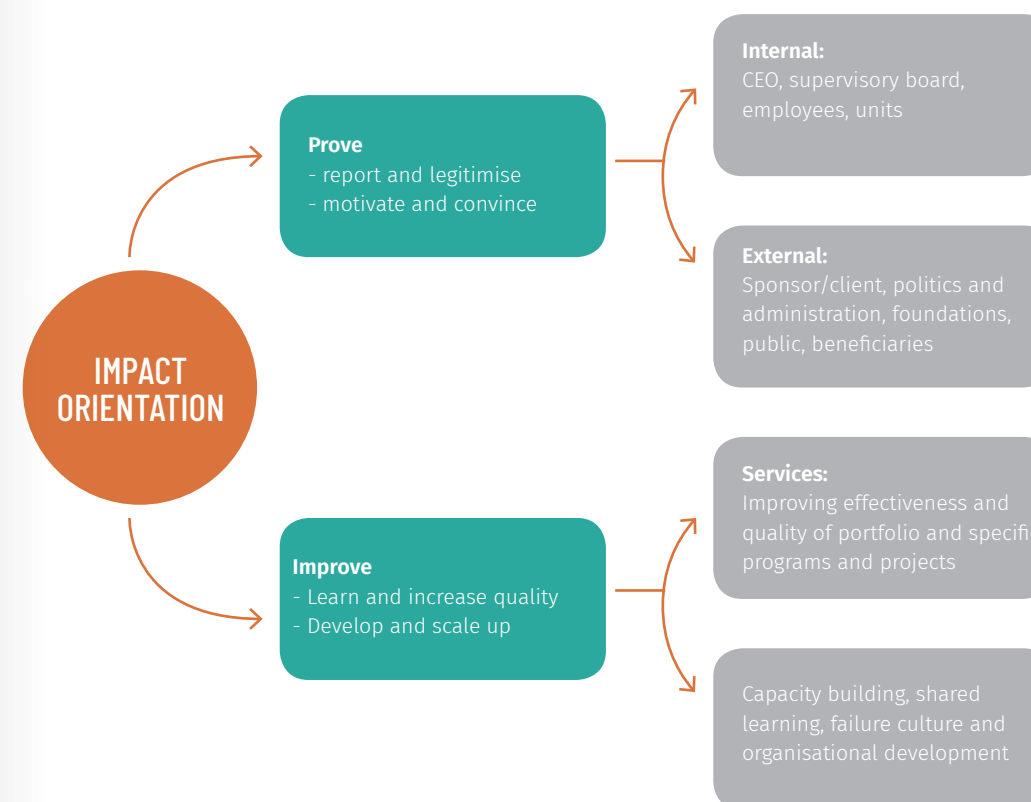 IMPACT
ORIENTATION
Prove
- report and legitimise
- motivate and convince
Internal:
CEO, supervisory board,
employees, units
External:
Sponsor/client, politics and
administration, foundations,
public, beneficiaries
Improve
- Learn and increase quality
- Develop and scale up
Services:
Improving effectiveness and
quality of portfolio and
programs and projects
Capacity building, shared
learning, failure culture and
organisational development